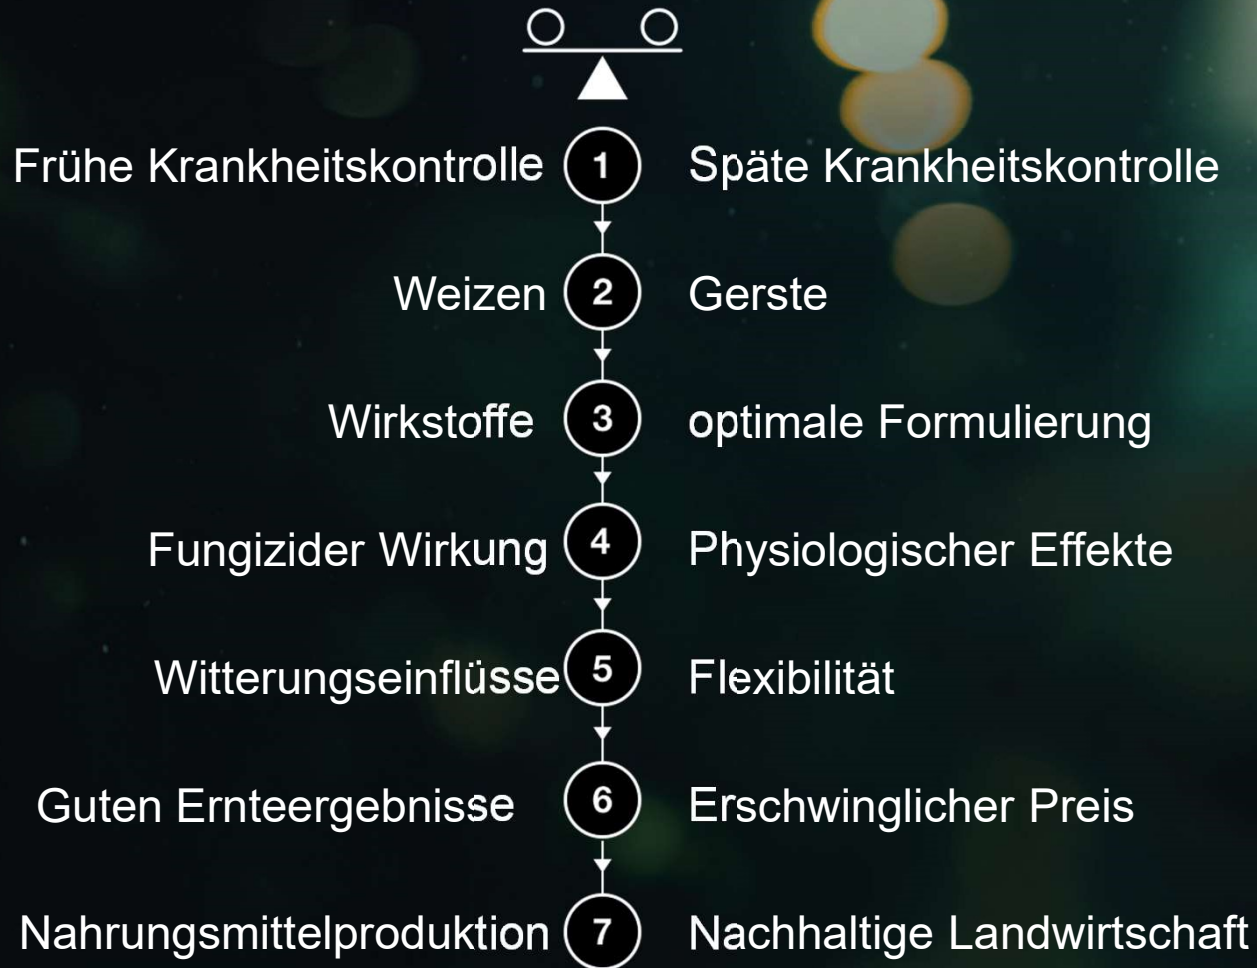 Frühe Krankheitskontrolle 1 Späte Krankheitskontrolle
Weizen 2 Gerste
Wirkstoffe 3 optimale Formulierung
Fungizider Wirkung 4 Physiologischer Effekte
Witterungseinflüsse 5 Flexibilität
Guten Ernteergebnisse 6 Erschwinglicher Preis
Nahrungsmittelproduktion 7 Nachhaltige Landwirtschaft